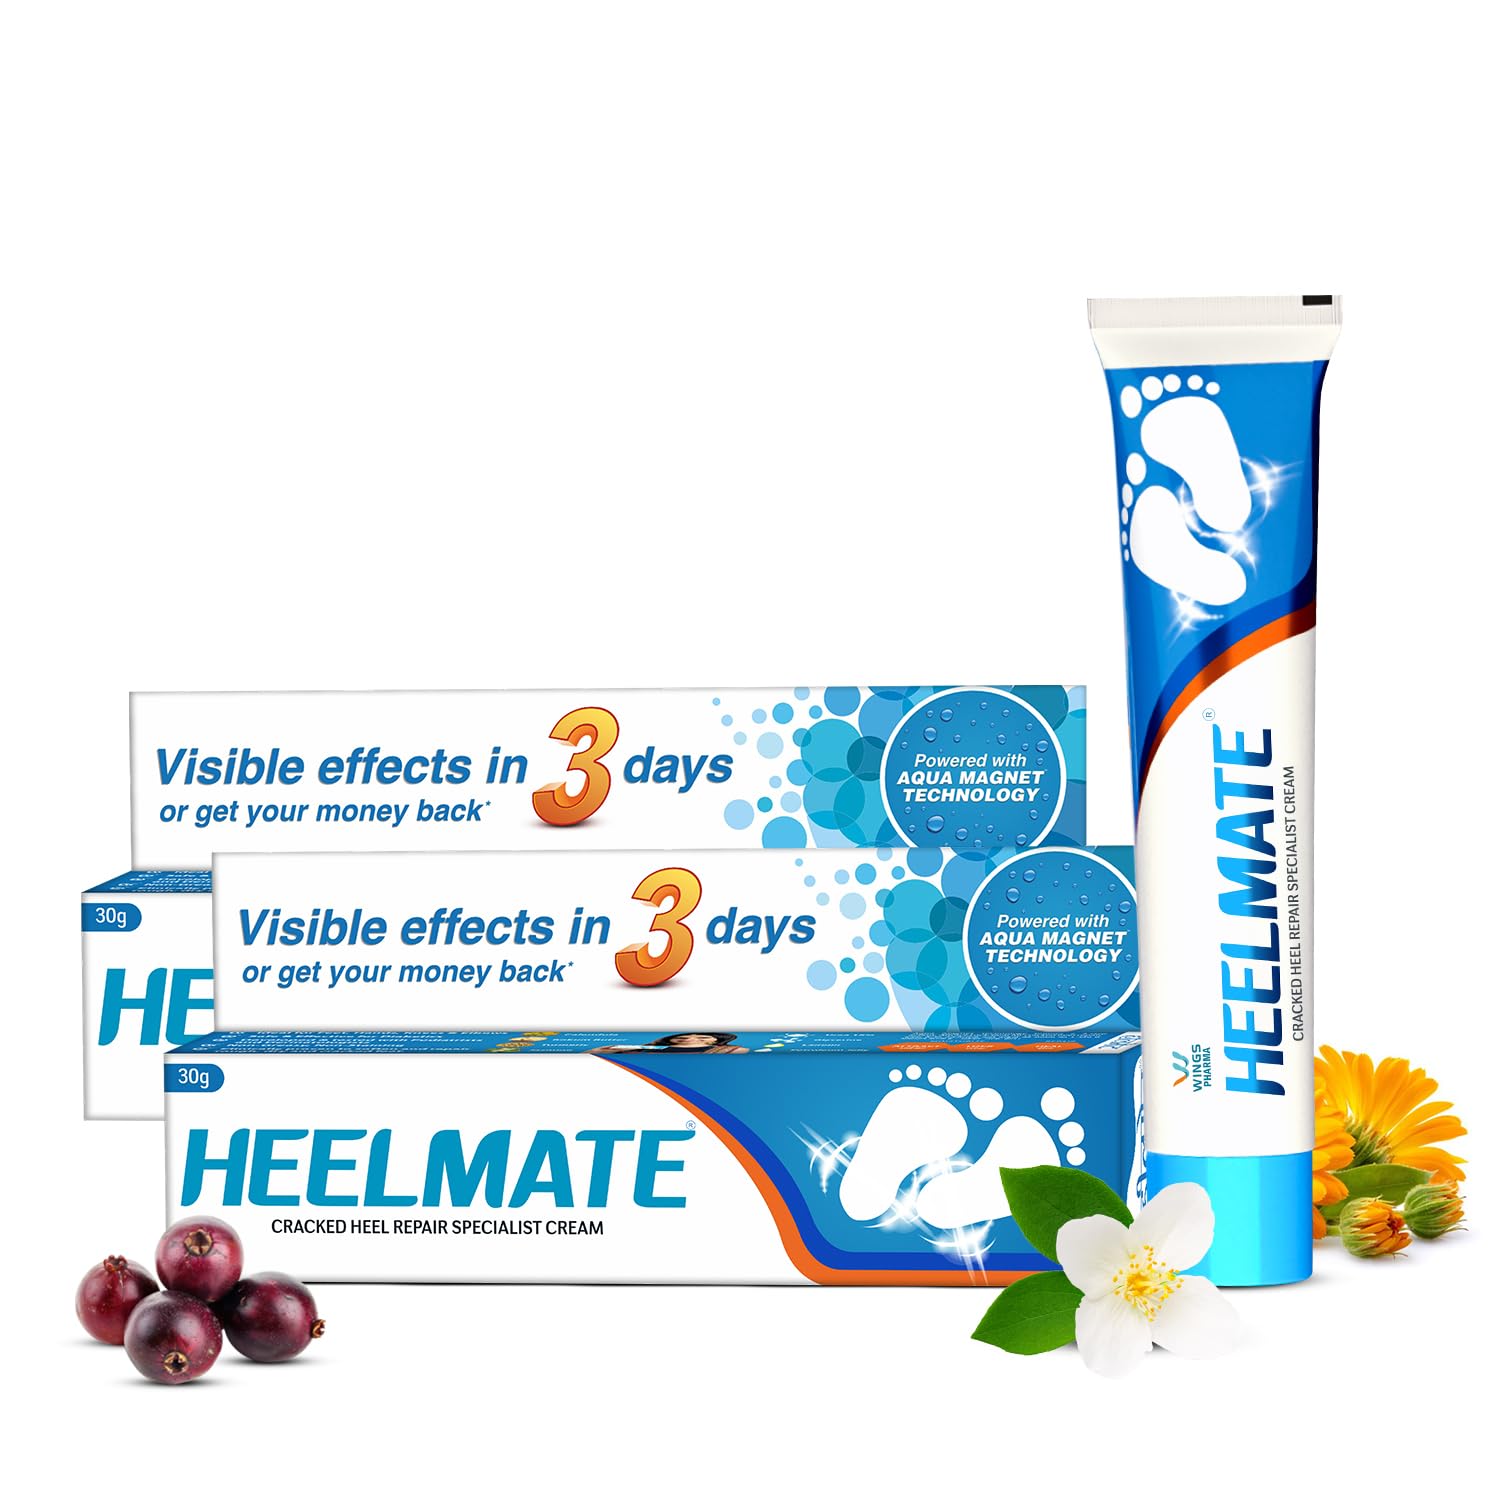 Visible effects in 3 days
or get your money back*
Powered with
AQUA MAGNET
TECHNOLOGY
30g
HE
Visible effects in 3 days
or get your money back*
Powered with
AQUA MAGNET
TECHNOLOGY
30g
HEELMATE®
CRACKED HEEL REPAIR SPECIALIST CREAM
HEELMATE®
CRACKED HEEL REPAIR SPECIALIST CREAM
WINGS
PHARMA